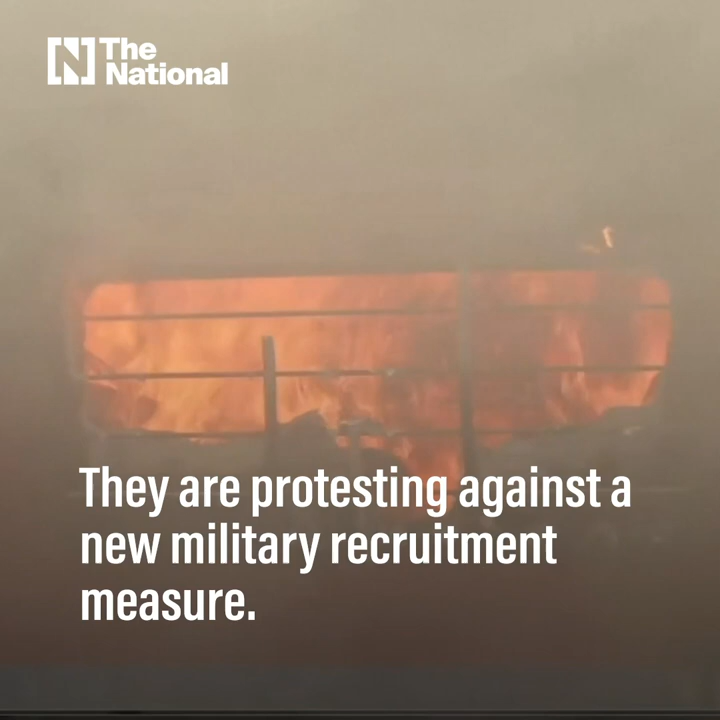 The
National
They are protesting against a
new military recruitment
measure.